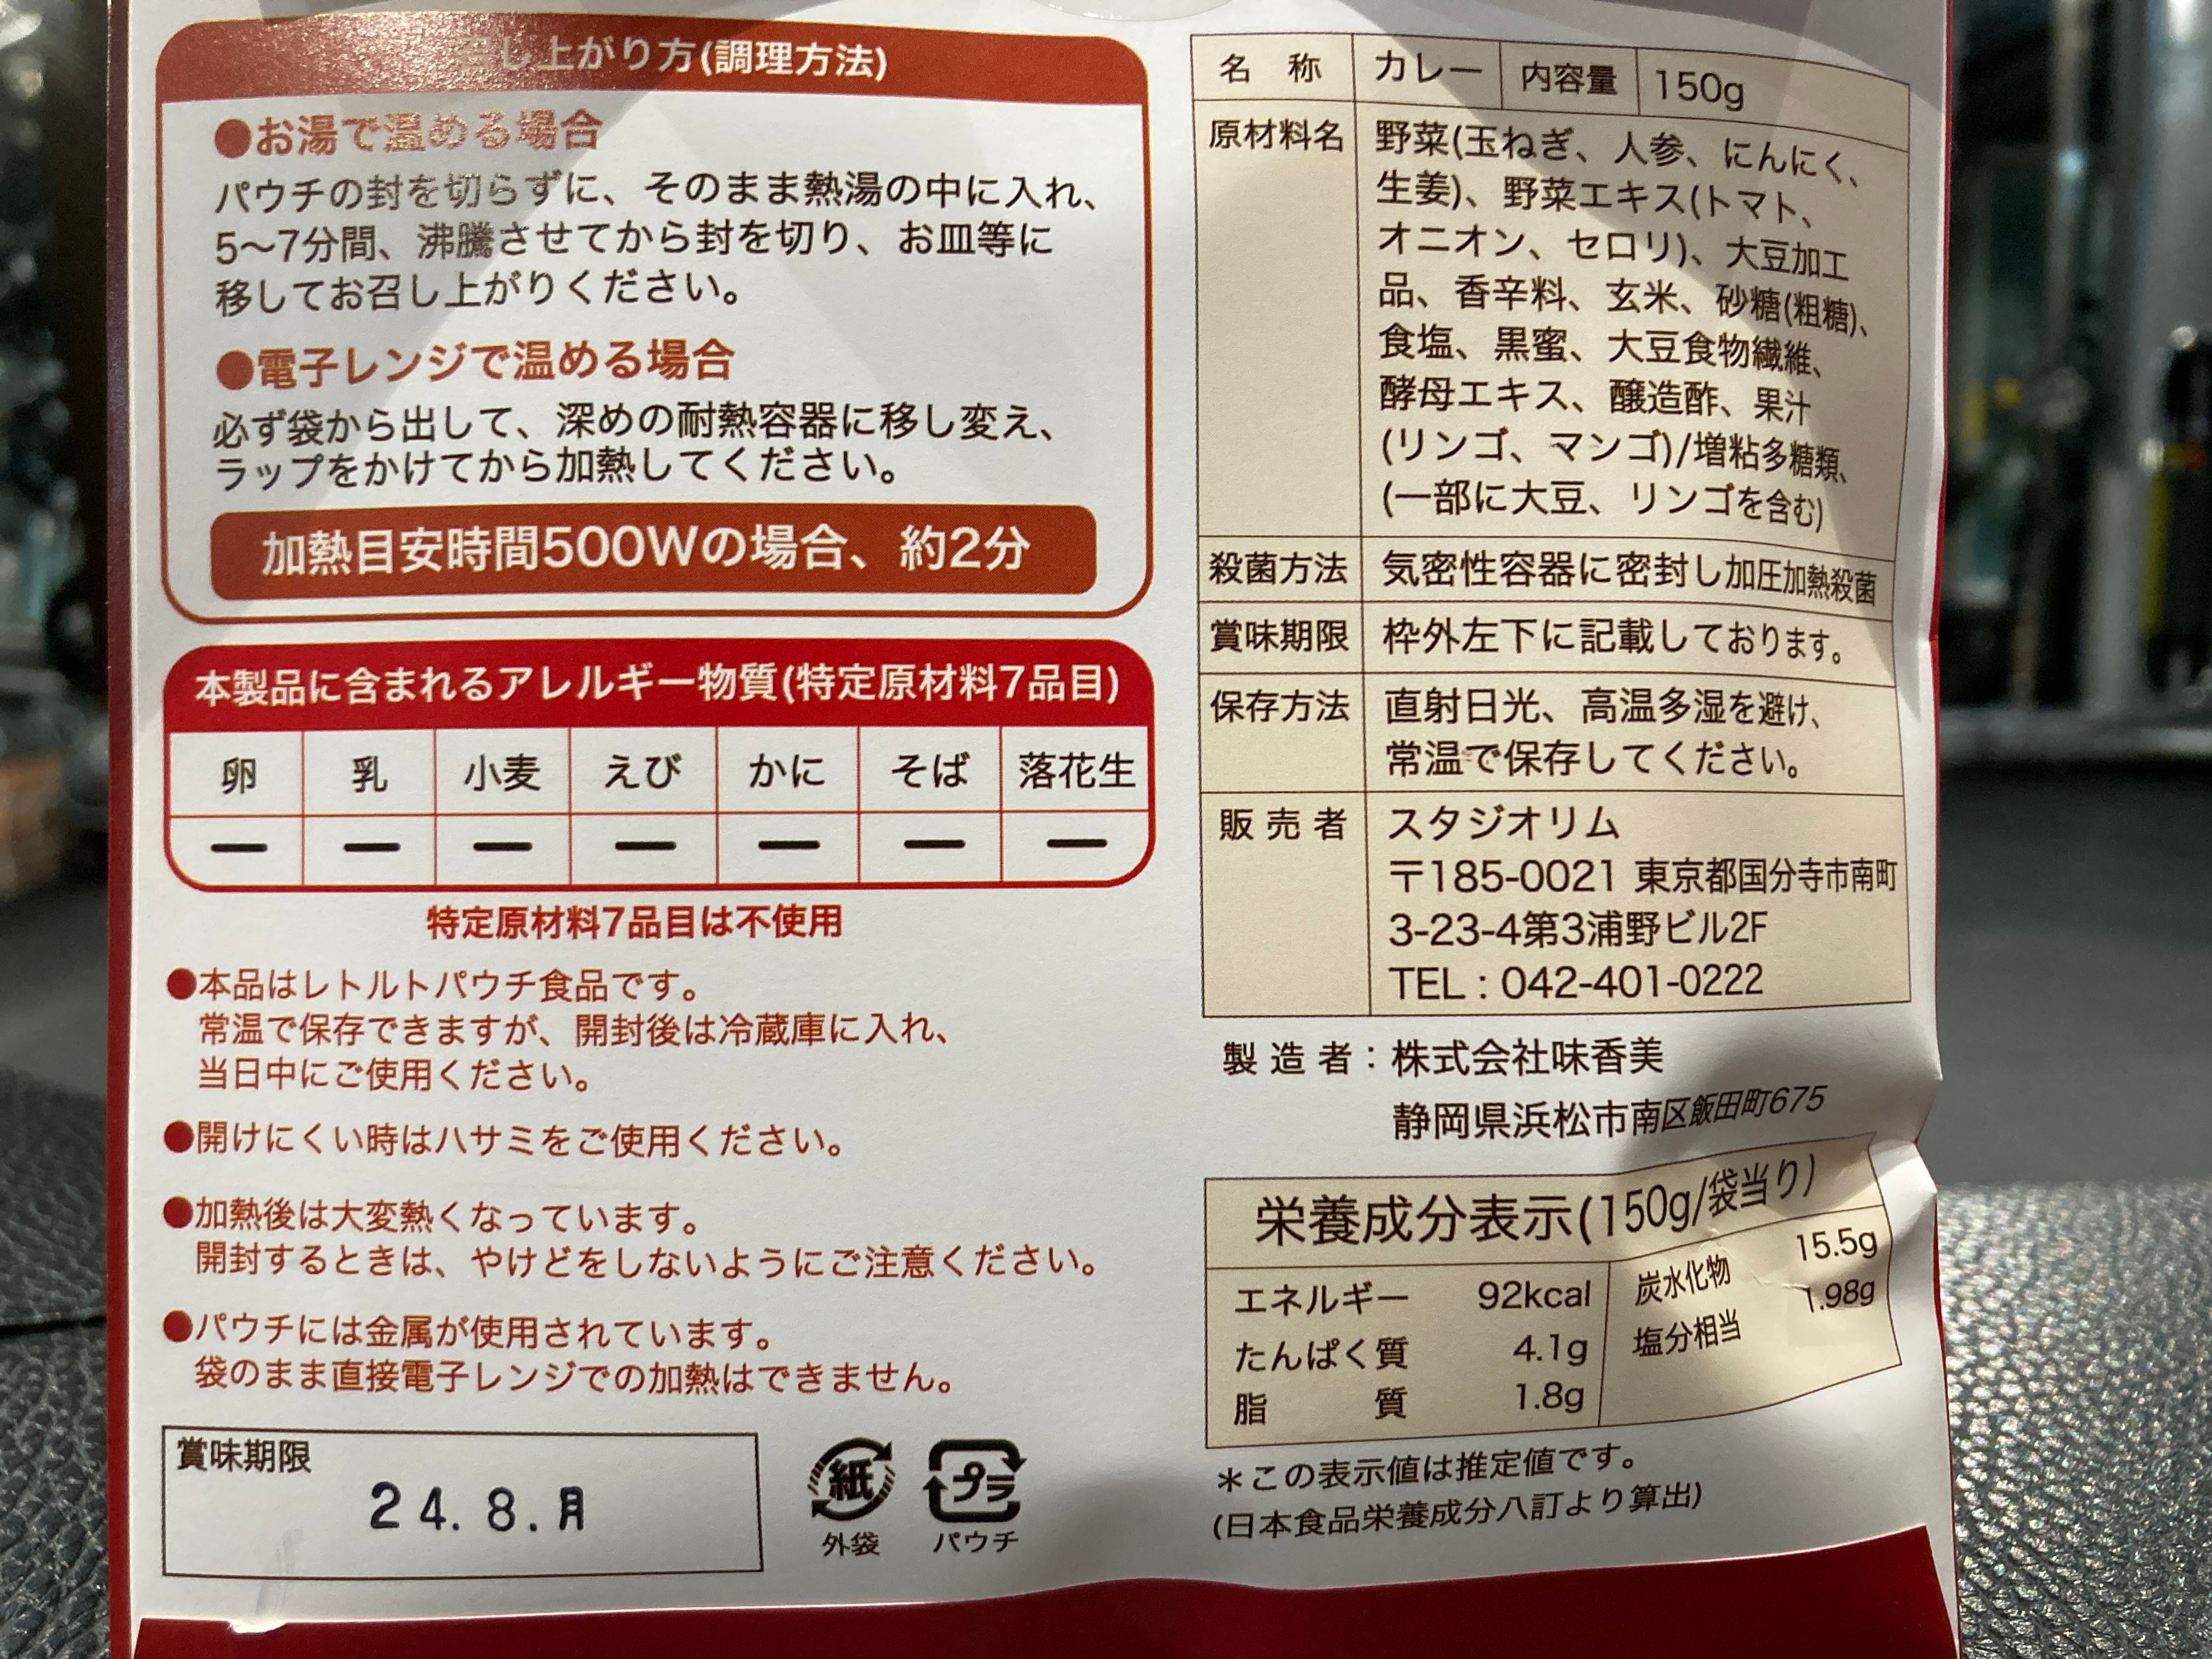 召し上がり方(調理方法)
●お湯で温める場合
パウチの封を切らずに、そのまま熱湯の中に入れ、
5〜7分間、沸騰させてから封を切り、お皿等に
移してお召し上がりください。
●電子レンジで温める場合
必ず袋から出して、深めの耐熱容器に移し変え、
ラップをかけてから加熱してください。
加熱目安時間500Wの場合、約2分
本製品に含まれるアレルギー物質(特定原材料7品目)
卵 乳 小麦 えび かに そば 落花生
ー ー ー ー ー ー ー
特定原材料7品目は不使用
●本品はレトルトパウチ食品です。
常温で保存できますが、開封後は冷蔵庫に入れ、
当日中にご使用ください。
●開けにくい時はハサミをご使用ください。
●加熱後は大変熱くなっています。
開封するときは、やけどをしないようにご注意ください。
●パウチには金属が使用されています。
袋のまま直接電子レンジでの加熱はできません。
賞味期限
24.8.月
紙
外袋
プラ
パウチ
名 称 カレー 内容量 150g
原材料名 野菜(玉ねぎ、人参、にんにく、
生姜)、野菜エキス(トマト、
オニオン、セロリ)、大豆加工
品、香辛料、玄米、砂糖(粗糖)、
食塩、黒蜜、大豆食物繊維、
酵母エキス、醸造酢、果汁
(リンゴ、マンゴ)/増粘多糖類、
(一部に大豆、リンゴを含む)
殺菌方法 気密性容器に密封し加圧加熱殺菌
賞味期限 枠外左下に記載しております。
保存方法 直射日光、高温多湿を避け、
常温で保存してください。
販売者 スタジオリム
〒185-0021 東京都国分寺市南町
3-23-4第3浦野ビル2F
TEL：042-401-0222
製造者：株式会社味香美
静岡県浜松市南区飯田町675
栄養成分表示(150g/袋当り)
エネルギー 92kcal
たんぱく質 4.1g
脂 質 1.8g
炭水化物 15.5g
塩分相当 1.98g
＊この表示値は推定値です。
(日本食品栄養成分八訂より算出)